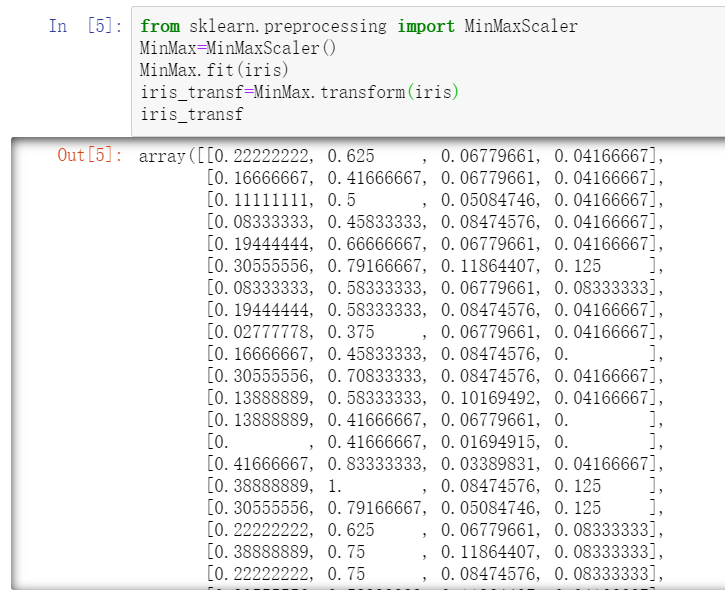 In [5]: from sklearn.preprocessing import MinMaxScaler
MinMax=MinMaxScaler()
MinMax.fit(iris)
iris_transf=MinMax.transform(iris)
iris_transf
Out[5]: array([[0.22222222, 0.625     , 0.06779661, 0.04166667],
[0.16666667, 0.41666667, 0.06779661, 0.04166667],
[0.11111111, 0.5       , 0.05084746, 0.04166667],
[0.08333333, 0.45833333, 0.08474576, 0.04166667],
[0.19444444, 0.66666667, 0.06779661, 0.04166667],
[0.30555556, 0.79166667, 0.11864407, 0.125     ],
[0.08333333, 0.58333333, 0.06779661, 0.08333333],
[0.19444444, 0.58333333, 0.08474576, 0.04166667],
[0.02777778, 0.375     , 0.06779661, 0.04166667],
[0.16666667, 0.45833333, 0.08474576, 0.        ],
[0.30555556, 0.70833333, 0.08474576, 0.04166667],
[0.13888889, 0.58333333, 0.10169492, 0.04166667],
[0.13888889, 0.41666667, 0.06779661, 0.        ],
[0.        , 0.41666667, 0.01694915, 0.        ],
[0.41666667, 0.83333333, 0.03389831, 0.04166667],
[0.38888889, 1.        , 0.08474576, 0.125     ],
[0.30555556, 0.79166667, 0.05084746, 0.125     ],
[0.22222222, 0.625     , 0.06779661, 0.08333333],
[0.38888889, 0.75      , 0.11864407, 0.08333333],
[0.22222222, 0.75      , 0.08474576, 0.08333333],